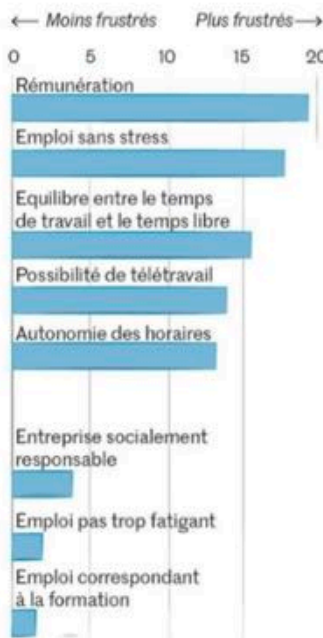 ← Moins frustrés Plus frustrés →
0 5 10 15 20
Rémunération
Emploi sans stress
Equilibre entre le temps
de travail et le temps libre
Possibilité de télétravail
Autonomie des horaires
Entreprise socialement
responsable
Emploi pas trop fatigant
Emploi correspondant
à la formation